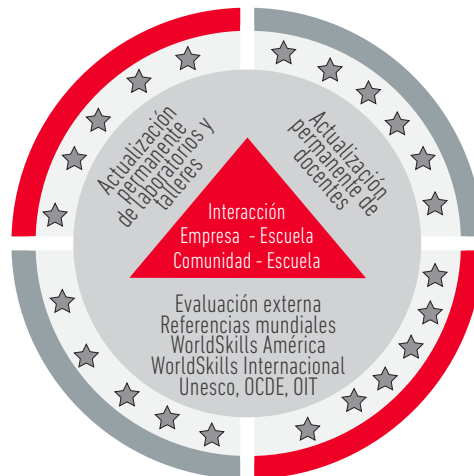 Actualización
permanente
de laboratorios y
talleres
Actualización
permanente de
docentes
Interacción
Empresa - Escuela
Comunidad - Escuela
Evaluación externa
Referencias mundiales
WorldSkills América
WorldSkills Internacional
Unesco, OCDE, OIT